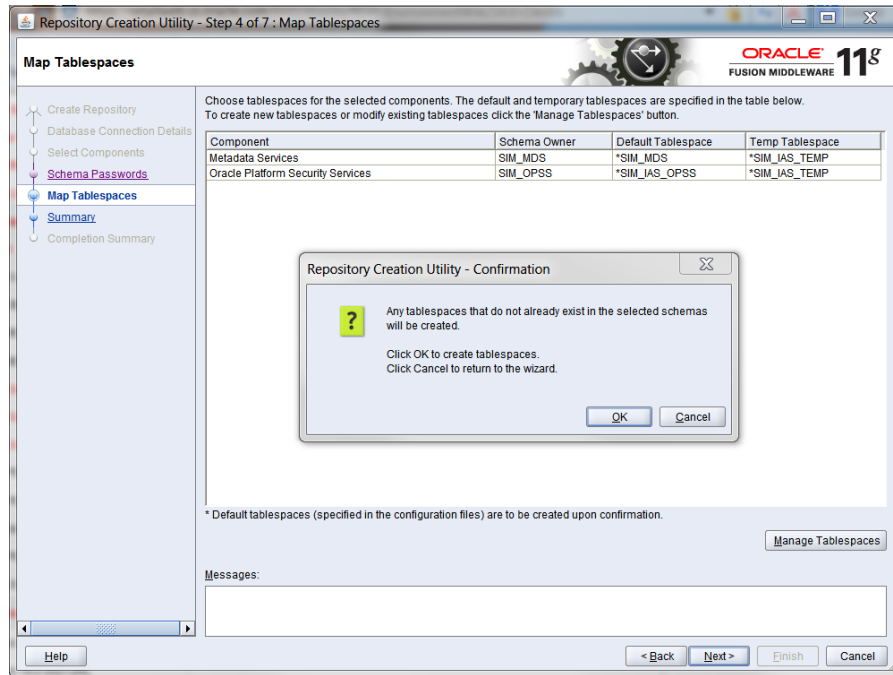 Repository Creation Utility - Step 4 of 7 : Map Tablespaces
Map Tablespaces
ORACLE
FUSION MIDDLEWARE
11g
Create Repository
Database Connection Details
Select Components
Schema Passwords
Map Tablespaces
Summary
Completion Summary
Choose tablespaces for the selected components. The default and temporary tablespaces are specified in the table below.
To create new tablespaces or modify existing tablespaces click the 'Manage Tablespaces' button.
Component Schema Owner Default Tablespace Temp Tablespace
Metadata Services SIM_MDS *SIM_MDS *SIM_IAS_TEMP
Oracle Platform Security Services SIM_OPSS *SIM_IAS_OPSS *SIM_IAS_TEMP
Repository Creation Utility - Confirmation
?
Any tablespaces that do not already exist in the selected schemas
will be created.
Click OK to create tablespaces.
Click Cancel to return to the wizard.
OK Cancel
* Default tablespaces (specified in the configuration files) are to be created upon confirmation.
Manage Tablespaces
Messages:
Help < Back Next > Finish Cancel